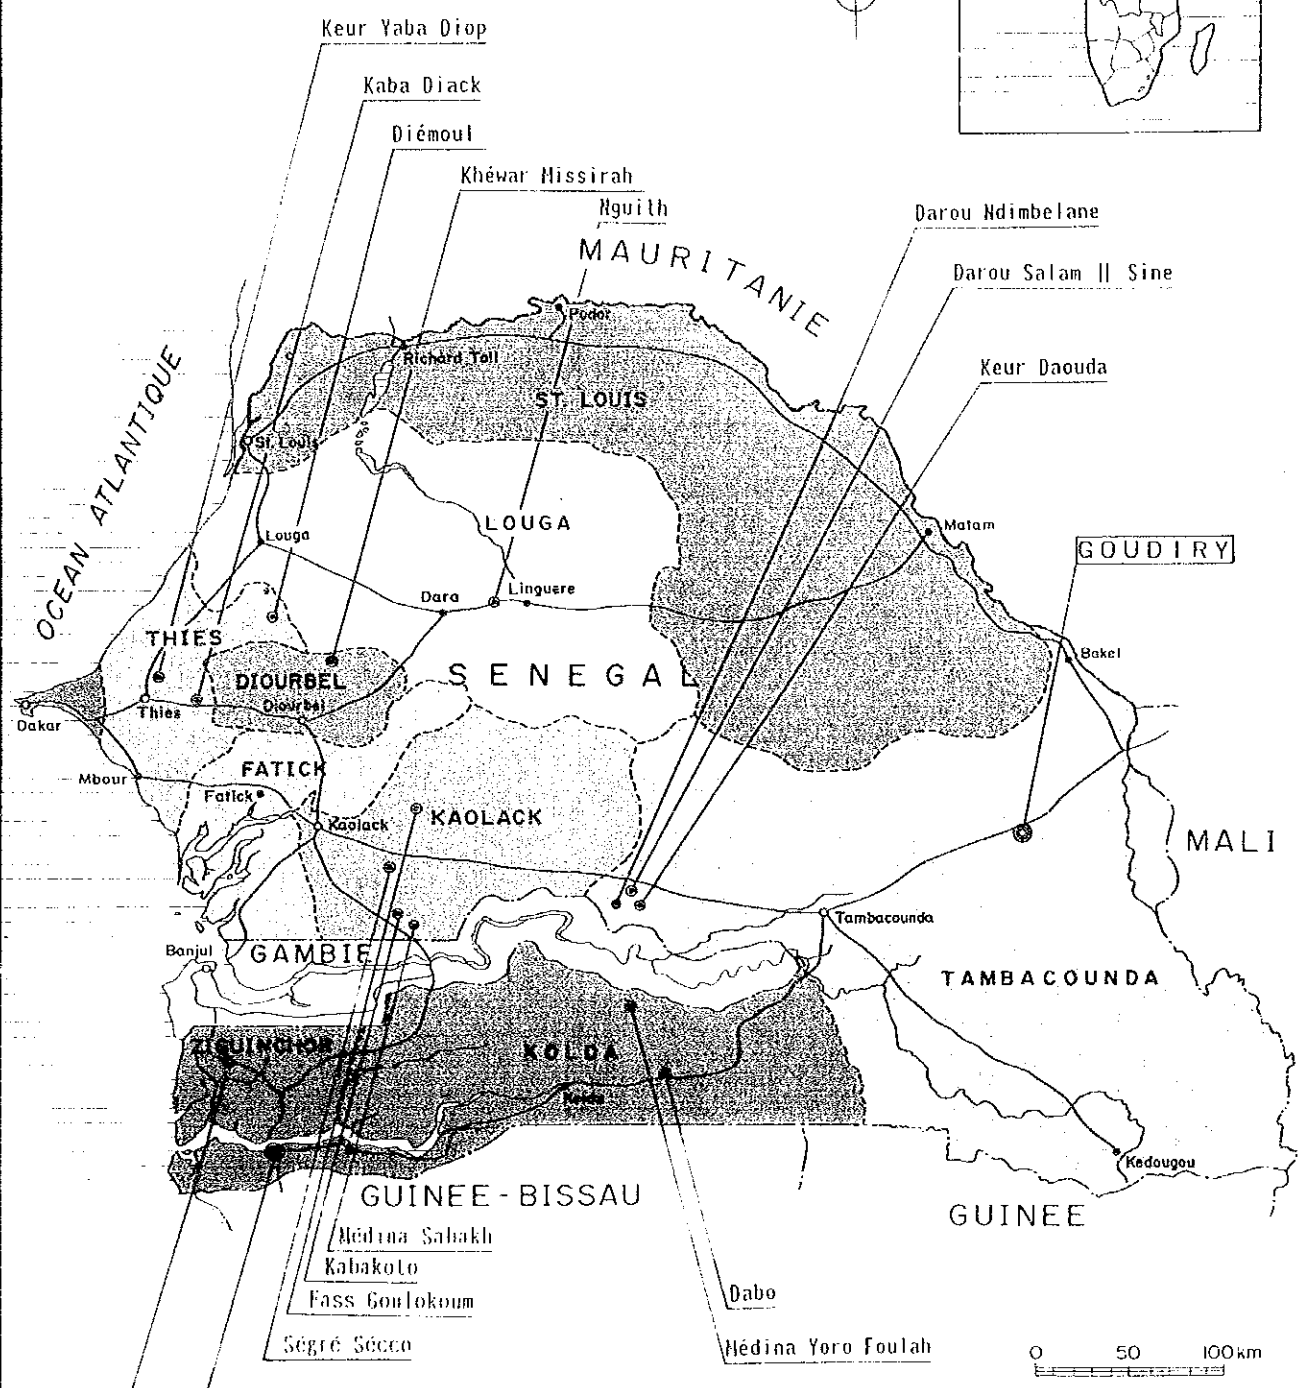 Keur Yaba Diop
Kaba Diack
Diémoul
Khéwar Missirah
Nguith
Darou Ndimbelane
Darou Salam || Sine
Keur Daouda
MAURITANIE
OCEAN ATLANTIQUE
Podor
Richard Toll
ST. LOUIS
St. Louis
LOUGA
Louga
Matam
GOUDIRY
Dara
Linguere
THIES
Bakel
DIOURBEL
SENEGAL
Diourbel
Thies
Dakar
FATICK
Mbour
Fatick
KAOLACK
Kaolack
MALI
Tambacounda
Banjul
GAMBIE
TAMBACOUNDA
ZIGUINCHOR
KOLDA
Kolda
Kedougou
GUINEE-BISSAU
GUINEE
Médina Sabakh
Kabakoto
Fass Goulokoum
Ségré Sécco
Dabo
Médina Yoro Foulah
0 50 100km